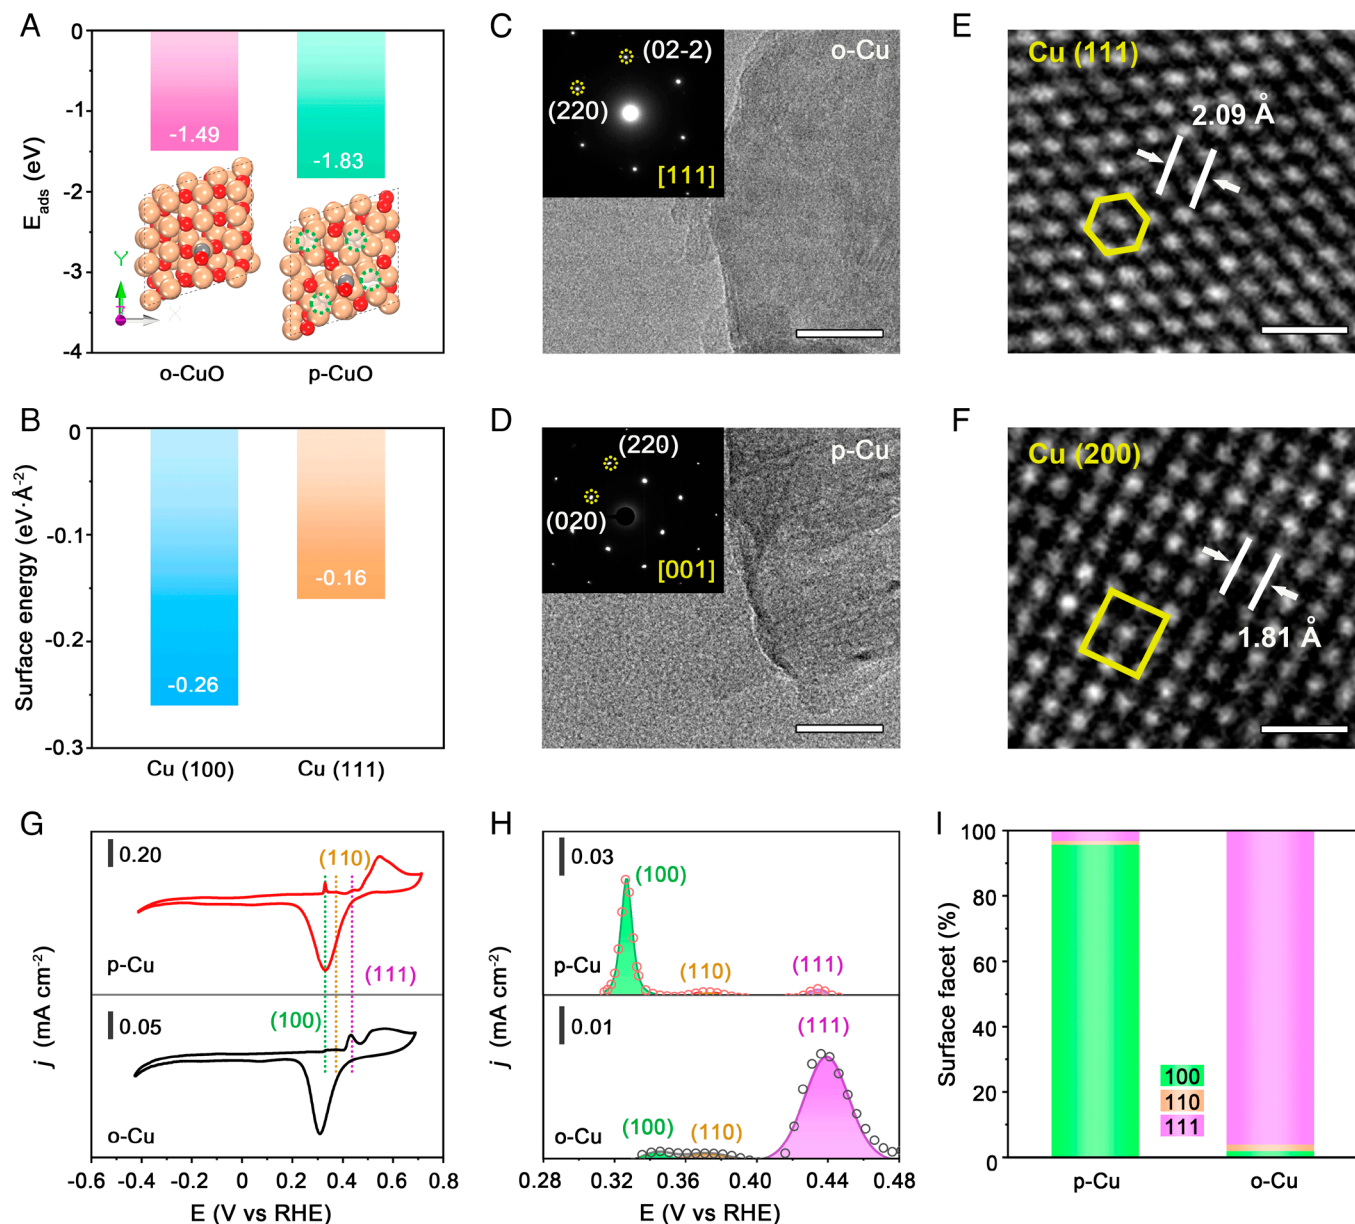 A
0
-1
-2
-3
-4
E_ads (eV)
-1.49
-1.83
Y
X
o-CuO
p-CuO
B
0
-0.1
-0.2
-0.3
Surface energy (eV·Å⁻²)
-0.26
-0.16
Cu (100)
Cu (111)
C
(02-2)
(220)
[111]
o-Cu
D
(220)
(020)
[001]
p-Cu
E
Cu (111)
2.09 Å
F
Cu (200)
1.81 Å
G
0.20
(110)
p-Cu
(111)
0.05
(100)
o-Cu
j (mA cm⁻²)
-0.6 -0.4 -0.2 0 0.2 0.4 0.6 0.8
E (V vs RHE)
H
0.03
(100)
p-Cu
(110)
(111)
0.01
(111)
(100)
(110)
o-Cu
j (mA cm⁻²)
0.28 0.32 0.36 0.40 0.44 0.48
E (V vs RHE)
I
100
80
60
40
20
0
Surface facet (%)
100
110
111
p-Cu
o-Cu